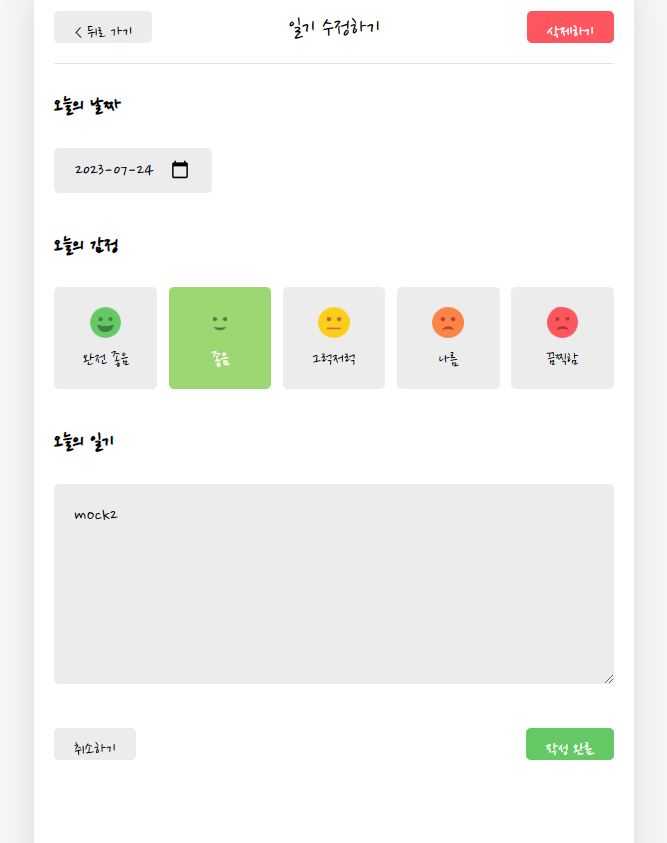 < 뒤로 가기 일기 수정하기 삭제하기
오늘의 날짜
2023-07-24
오늘의 감정
완전 좋음 좋음 그럭저럭 나쁨 끔찍함
오늘의 일기
mock2
취소하기 작성 완료